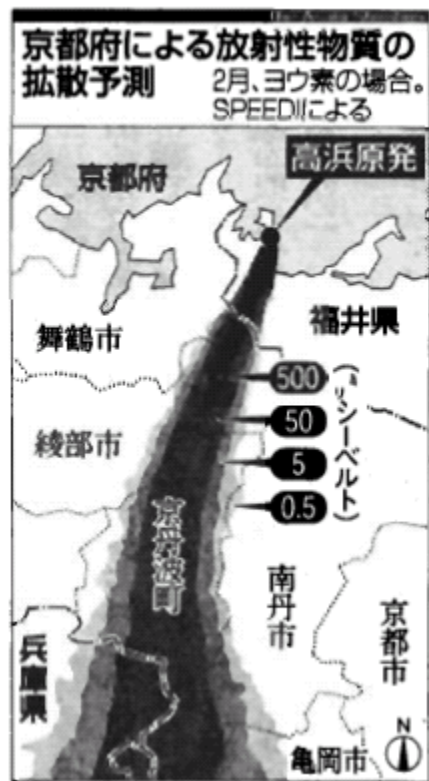 京都府による放射性物質の
拡散予測
2月、ヨウ素の場合。
SPEEDIによる
高浜原発
京都府
福井県
舞鶴市
500
50
5
0.5
(ミリシーベルト)
綾部市
京丹波町
南丹市
京都市
兵庫県
亀岡市
N